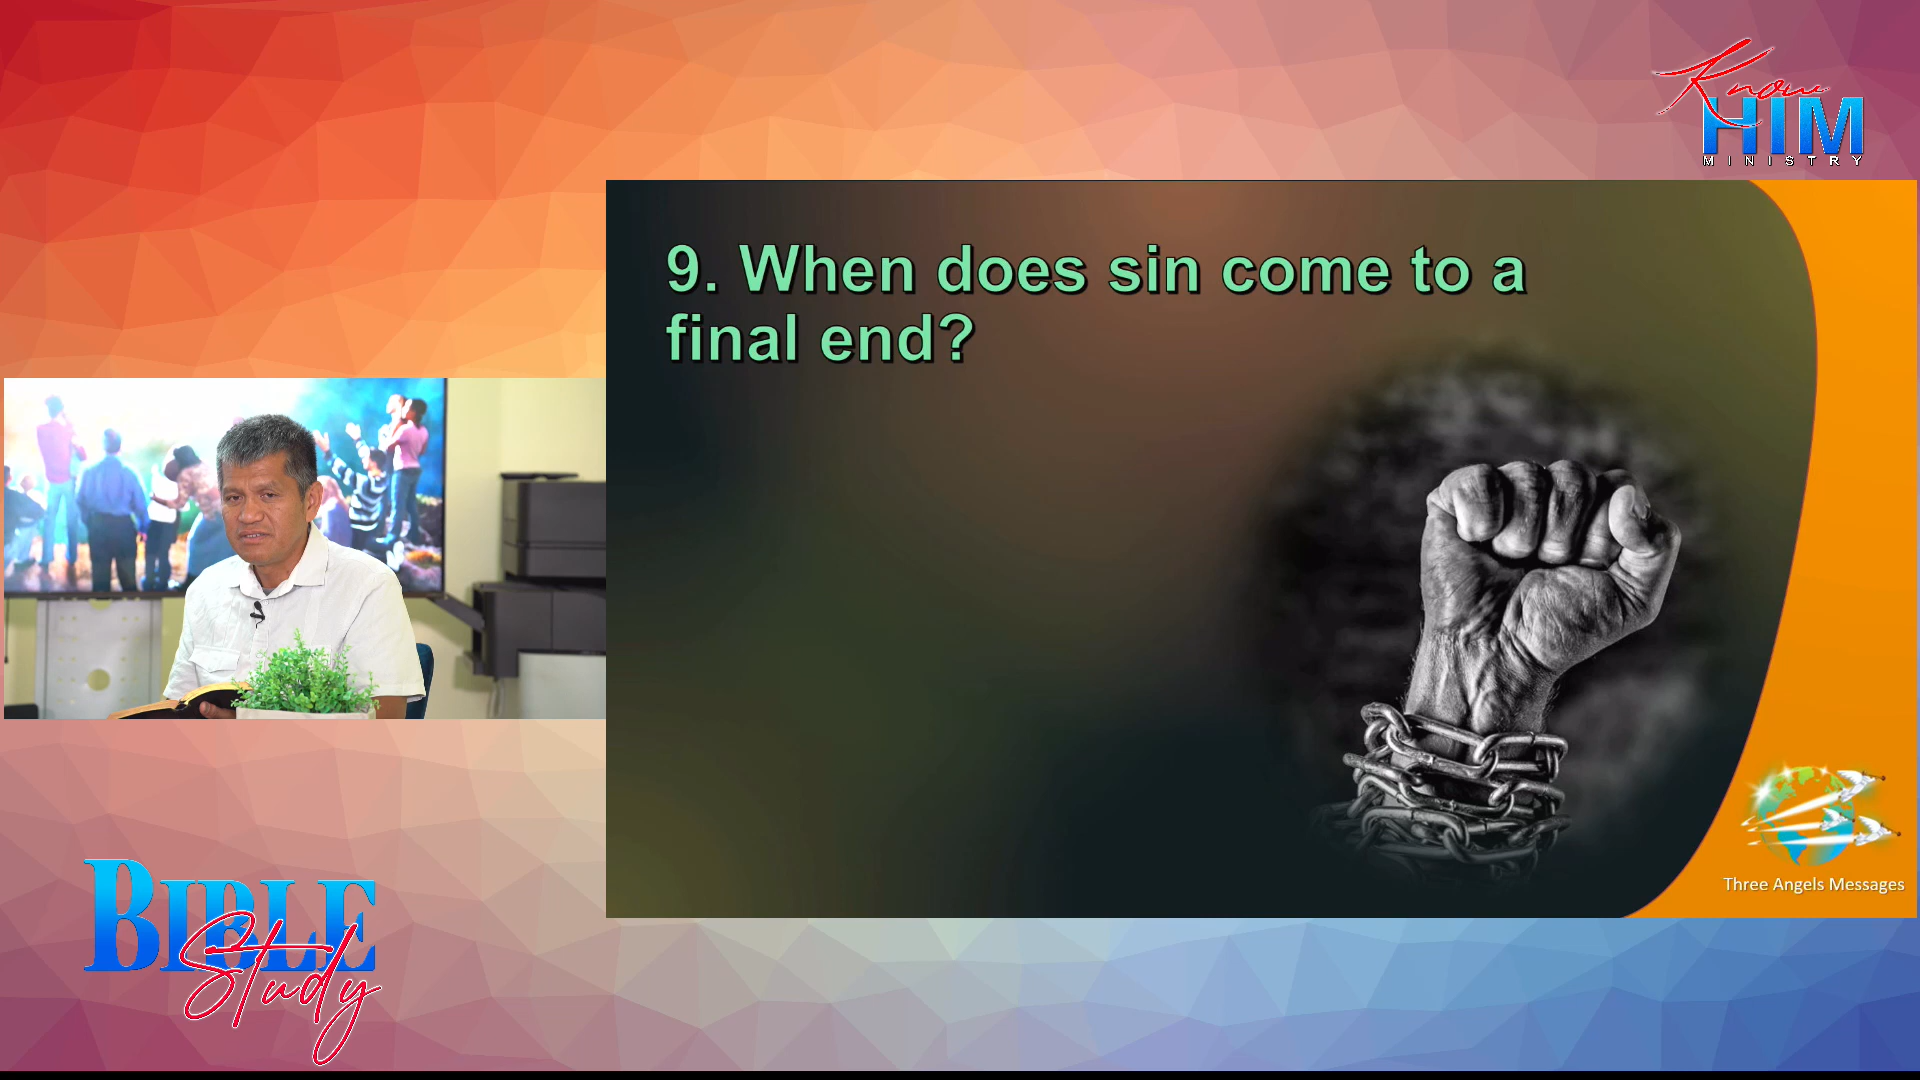 Know
HIM
MINISTRY
9. When does sin come to a
final end?
Three Angels Messages
BIBLE
Study